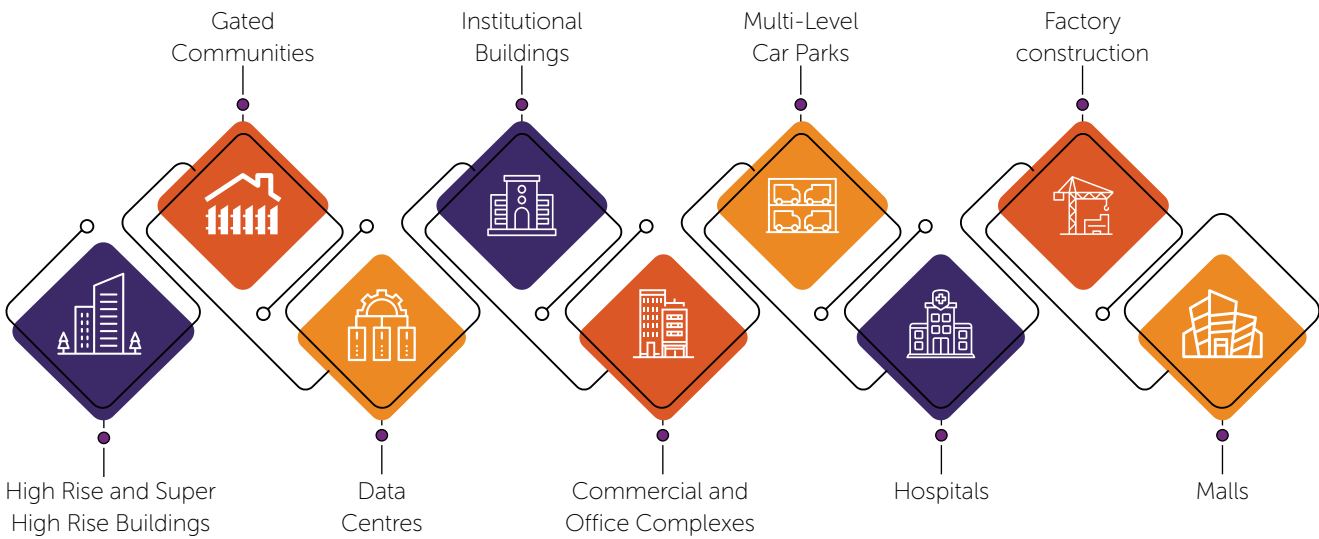 Gated
Communities
Institutional
Buildings
Multi-Level
Car Parks
Factory
construction
High Rise and Super
High Rise Buildings
Data
Centres
Commercial and
Office Complexes
Hospitals
Malls